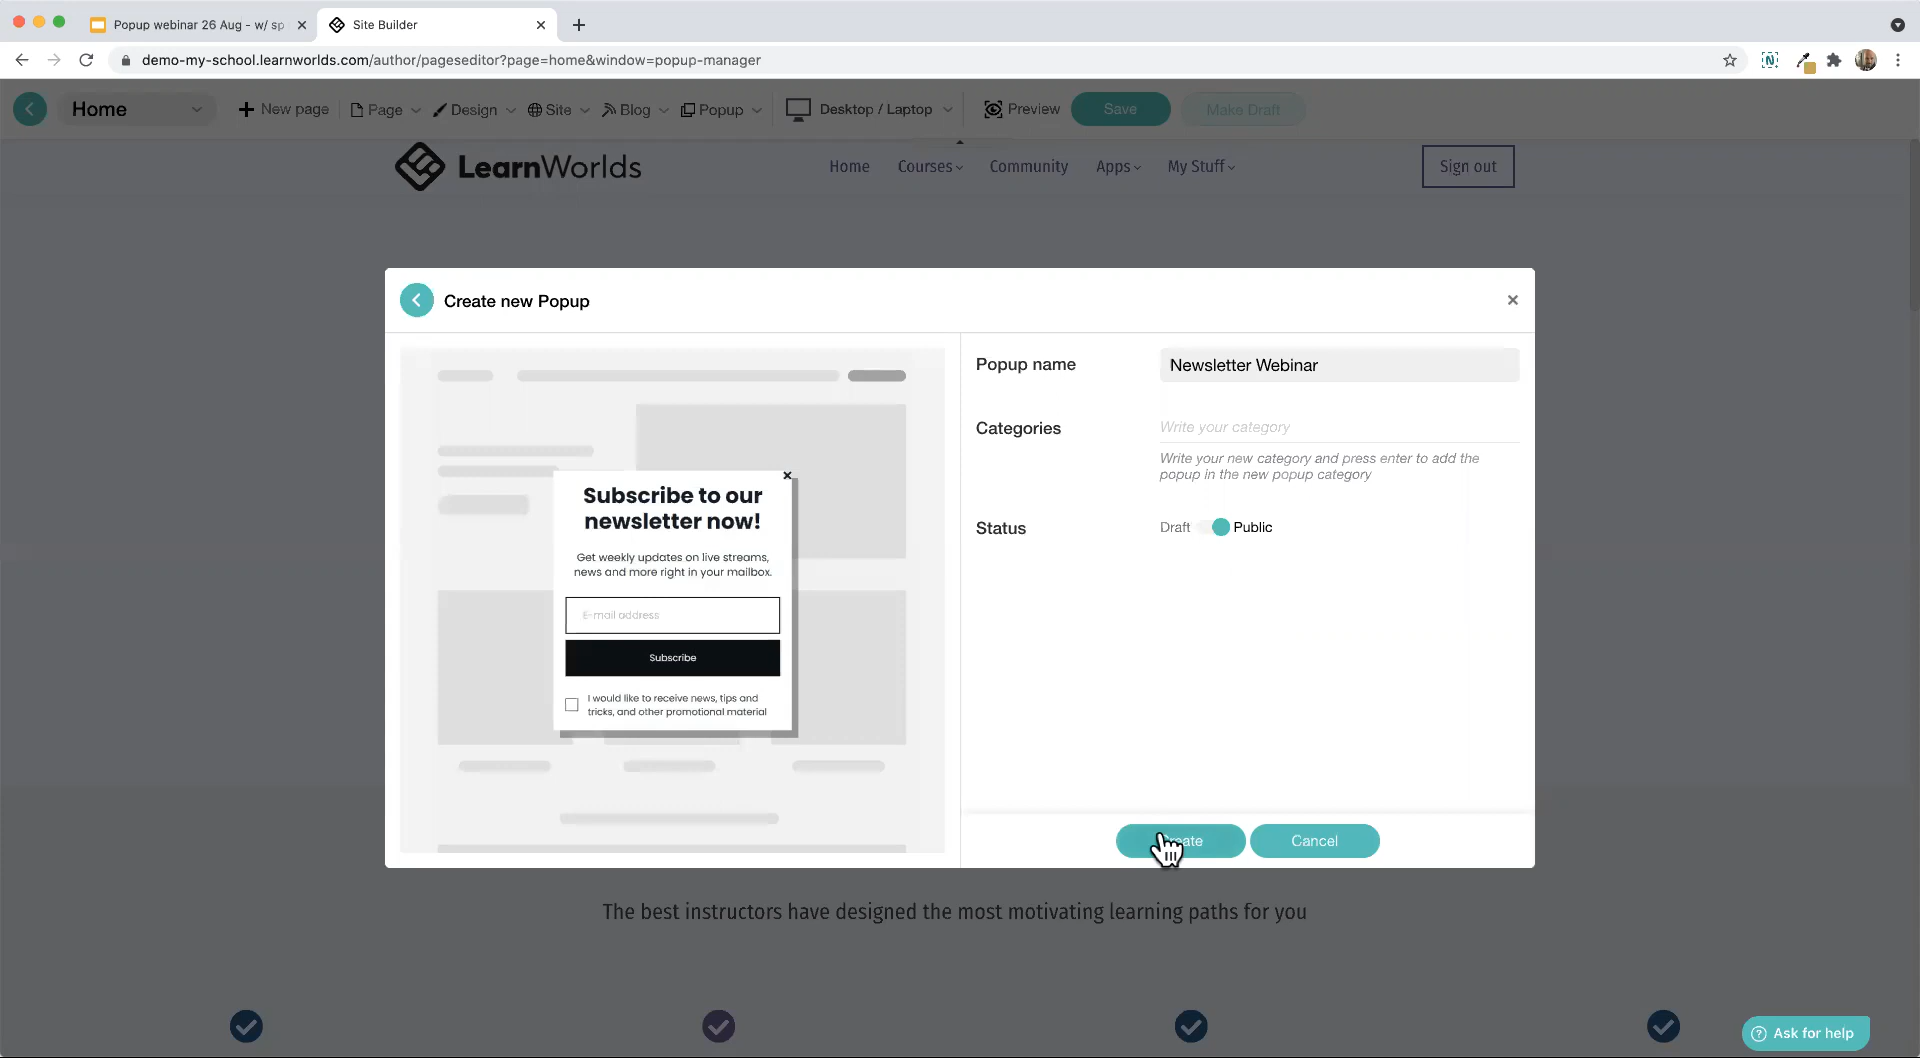 Popup webinar 26 Aug - w/ sp
Site Builder
demo-my-school.learnworlds.com/author/pageseditor?page=home&window=popup-manager
Home
New page
Page
Design
Site
Blog
Popup
Desktop / Laptop
Preview
Save
Make Draft
LearnWorlds
Home
Courses
Community
Apps
My Stuff
Sign out
Create new Popup
Subscribe to our
newsletter now!
Get weekly updates on live streams,
news and more right in your mailbox.
E-mail address
Subscribe
I would like to receive news, tips and
tricks, and other promotional material
Popup name
Newsletter Webinar
Categories
Write your category
Write your new category and press enter to add the
popup in the new popup category
Status
Draft
Public
Cancel
The best instructors have designed the most motivating learning paths for you
Ask for help